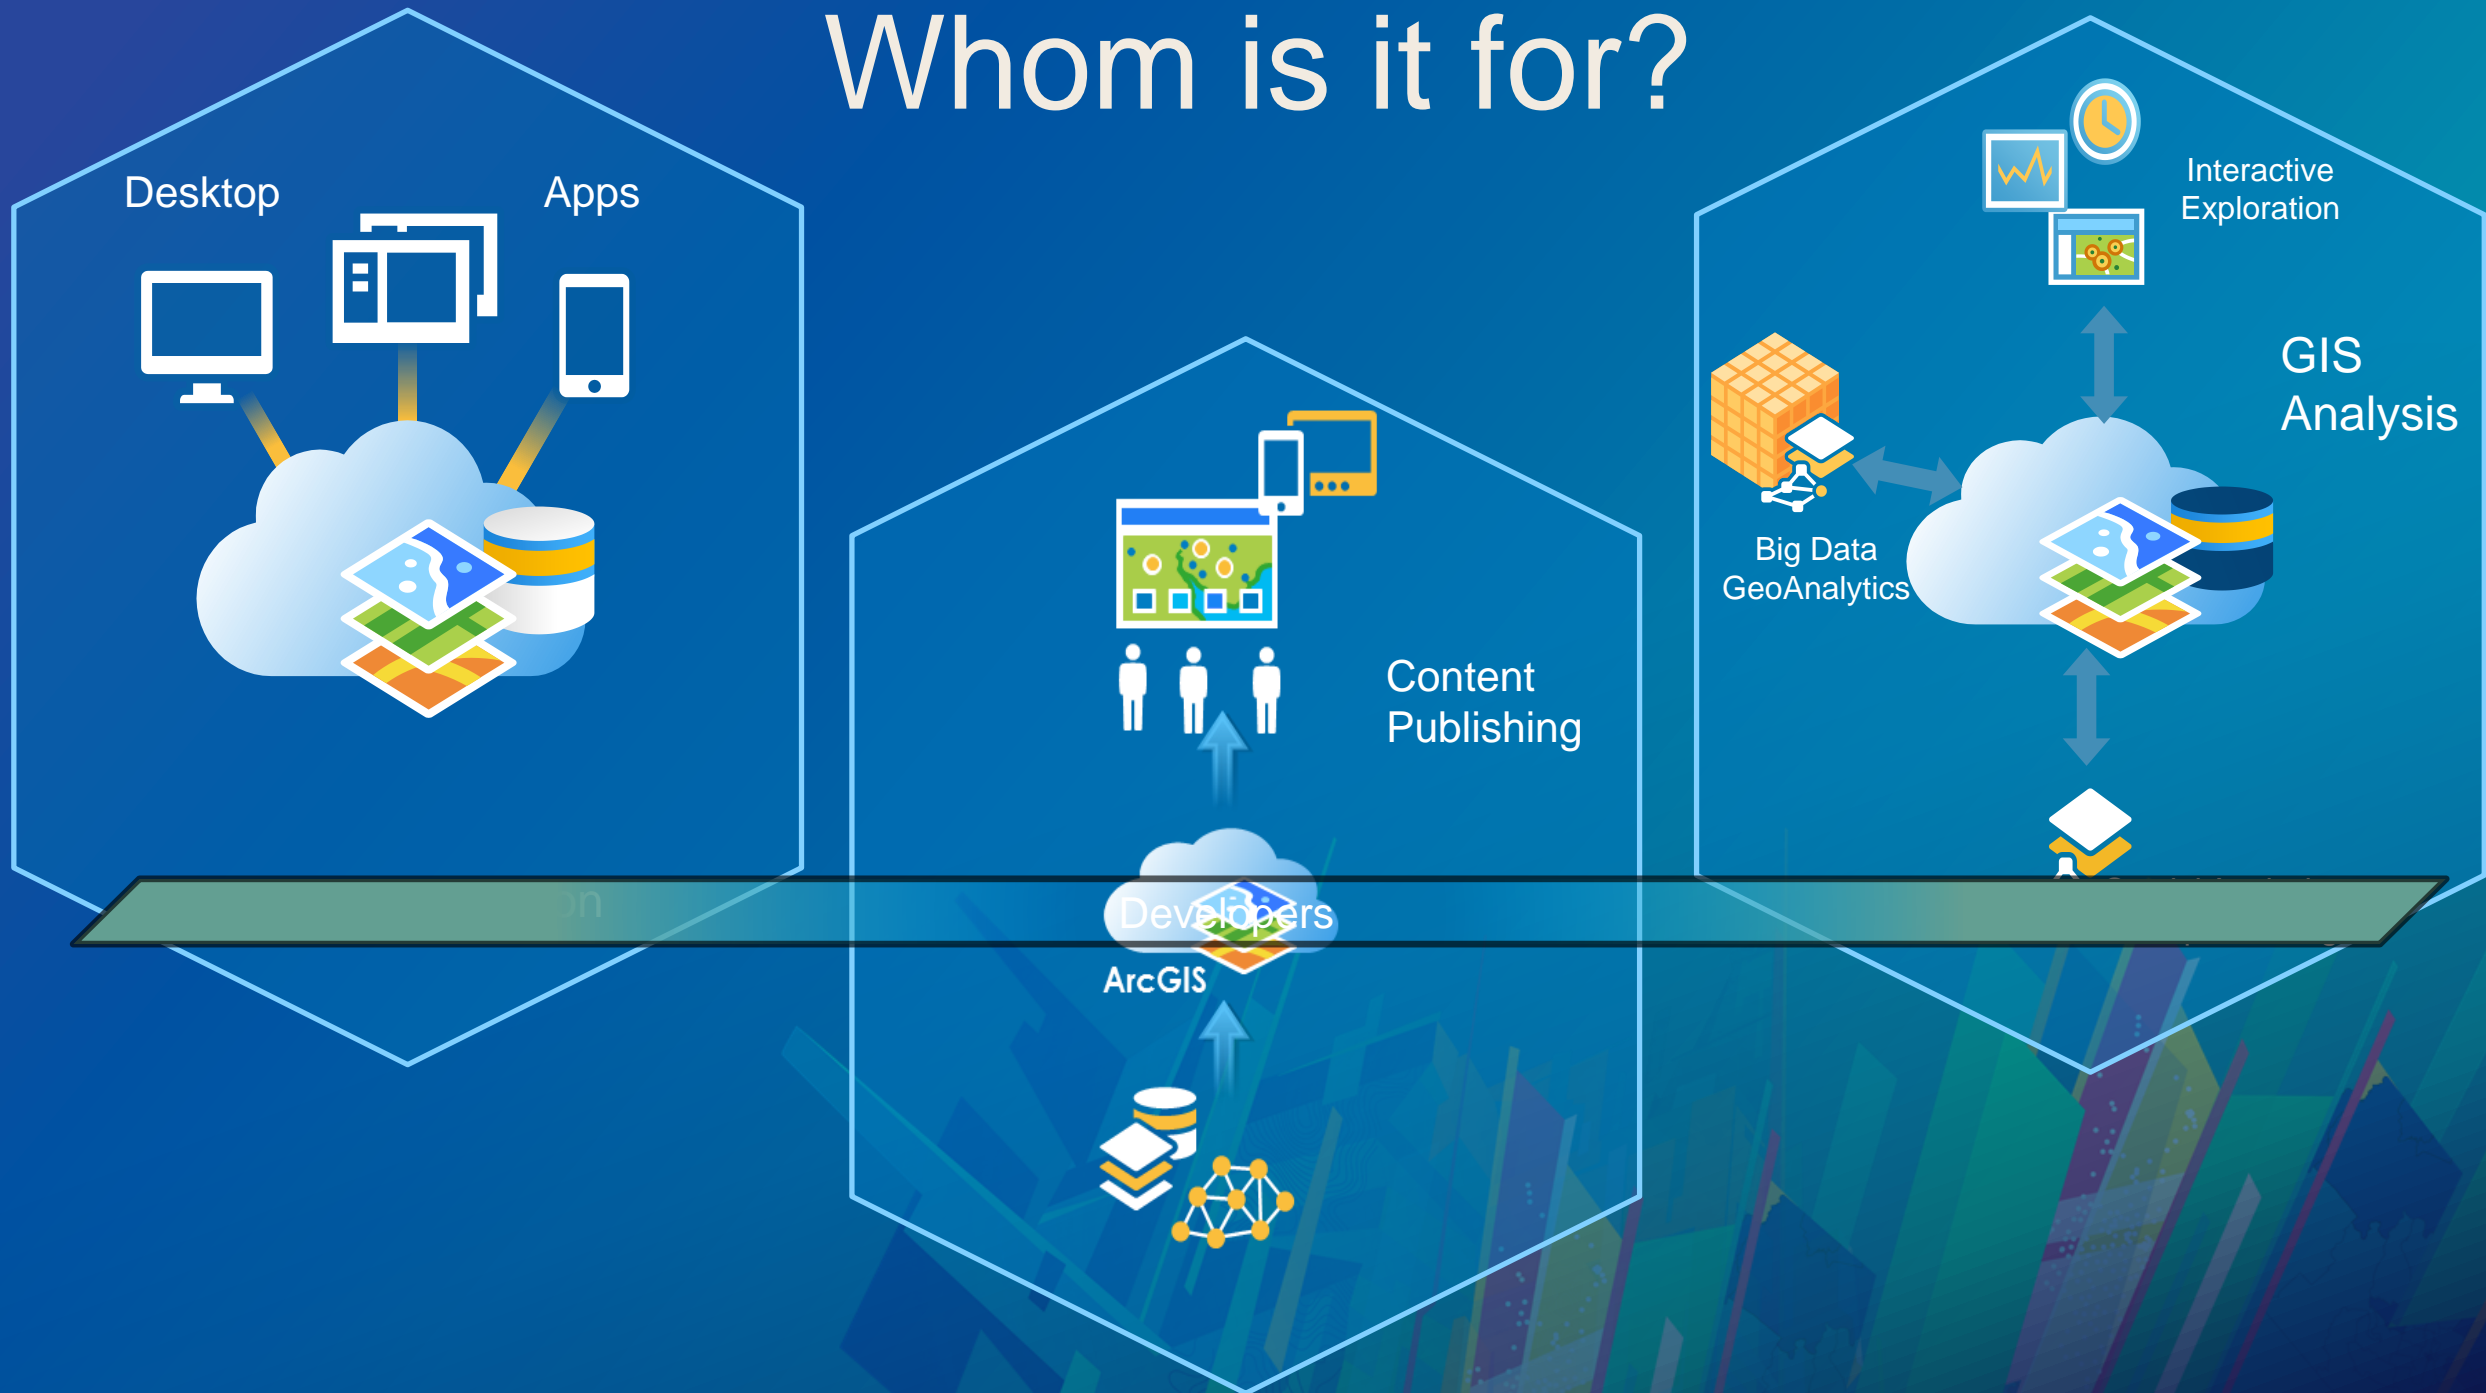 Whom is it for?
Desktop
Apps
Content
Publishing
Developers
ArcGIS
Interactive
Exploration
GIS
Analysis
Big Data
GeoAnalytics